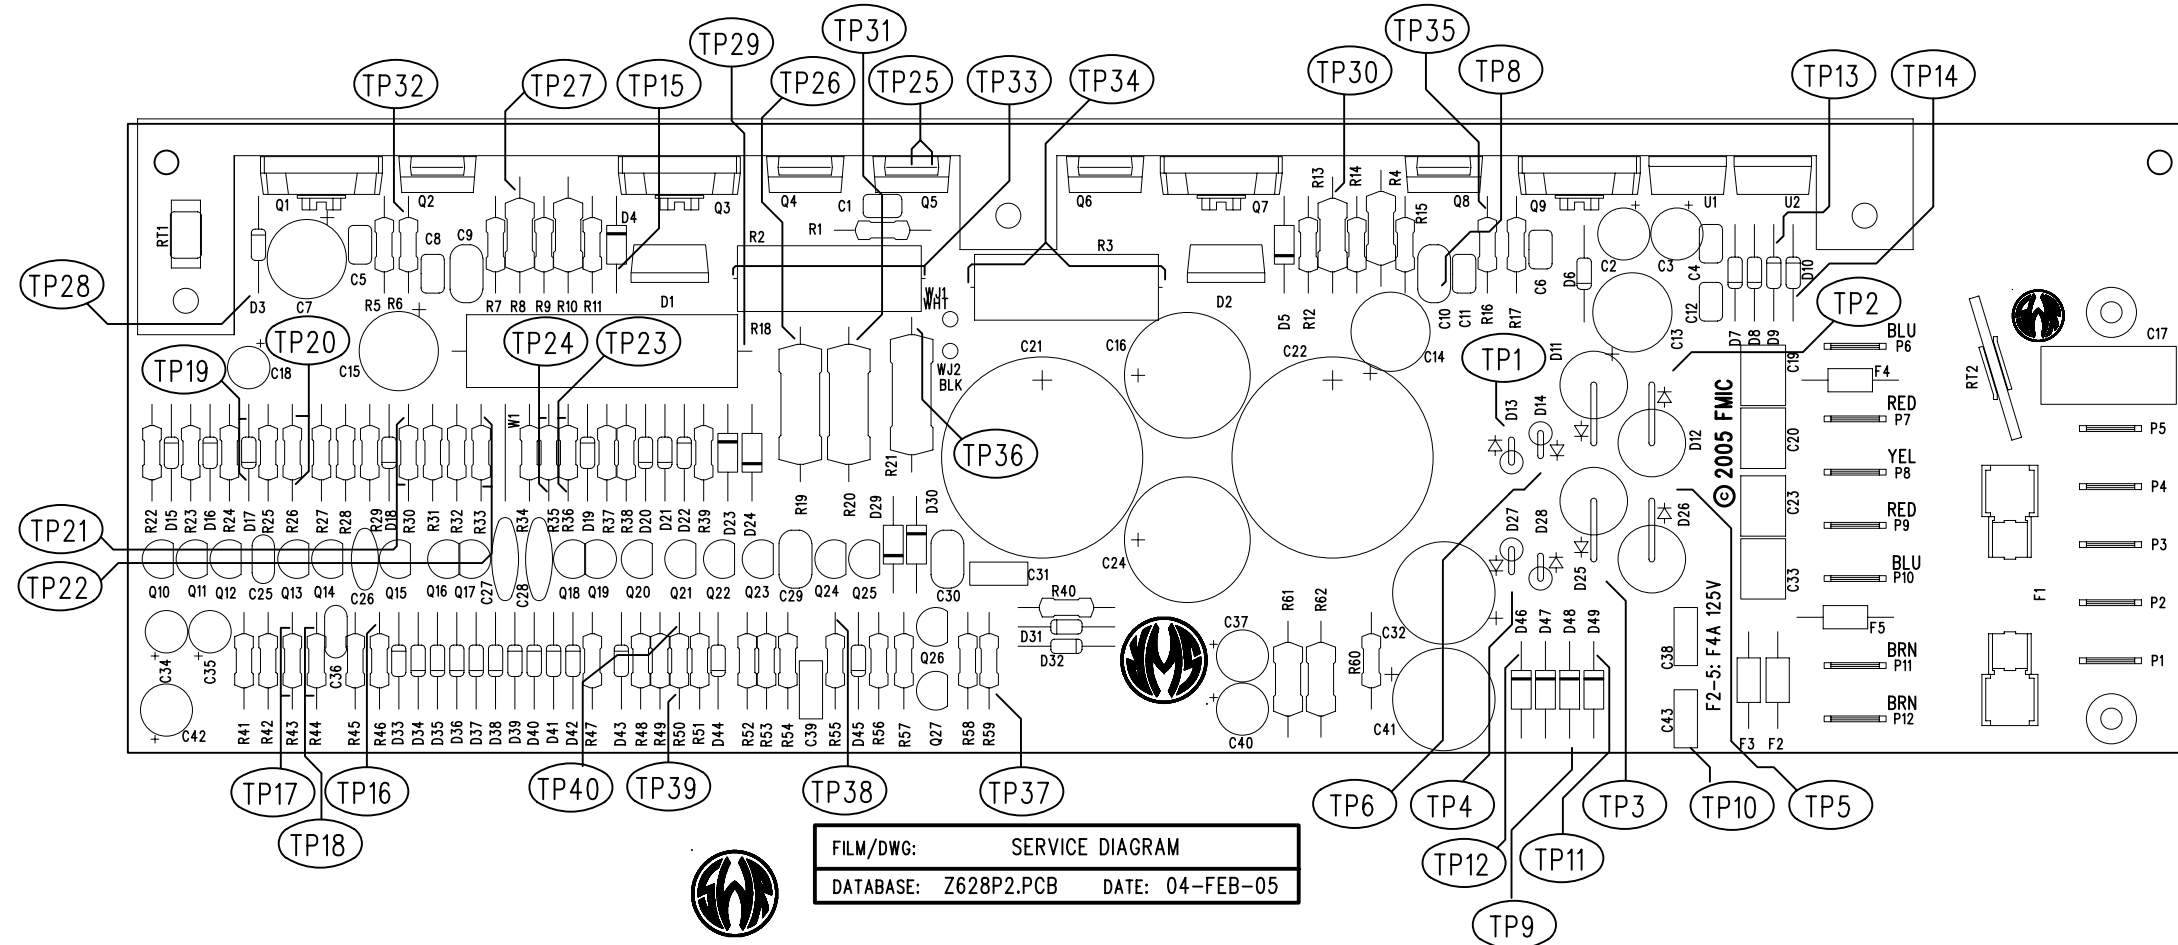 TP31
TP35
TP29
TP32
TP27
TP15
TP26
TP25
TP33
TP34
TP30
TP8
TP13
TP14
Q1
Q2
Q3
Q4
C1
Q5
Q6
Q7
R13
R14
R4
Q8
Q9
U1
U2
RT1
D4
R1
R15
C5
C8
C9
R2
R3
C2
C3
C4
D6
D10
C6
TP28
D3
C7
R5
R6
R7
R8
R9
R10
R11
D1
WJ1
WHT
D2
D5
R12
C10
C11
R16
R17
C12
TP2
C13
D7
D8
D9
BLU
P6
C17
TP20
C18
C15
TP24
TP23
R18
WJ2
BLK
C21
C16
C22
C14
TP1
D11
C19
F4
RT2
TP19
W1
TP36
D13
D14
D12
© 2005 FMIC
RED
P7
P5
C20
YEL
P8
P4
R21
R19
R20
D29
D30
R22
D15
R23
D16
R24
D17
R25
R26
R27
R28
R29
D18
R30
R31
R32
R33
R34
R35
R36
D19
R37
R38
D20
D21
D22
R39
D23
D24
TP21
TP22
D27
D28
D26
D25
C23
RED
P9
P3
C24
C33
BLU
P10
Q10
Q11
Q12
C25
Q13
Q14
C26
Q15
Q16
Q17
C27
C28
Q18
Q19
Q20
Q21
Q22
Q23
C29
Q24
Q25
C30
C31
R40
D31
D32
F1
P2
F5
C34
C35
C36
Q26
C37
R61
R62
C32
R60
D46
D47
D48
D49
C38
F2-5: F4A 125V
BRN
P11
P1
C42
R41
R42
R43
R44
R45
R46
D33
D34
D35
D36
D37
D38
D39
D40
D41
D42
R47
D43
R48
R49
R50
R51
D44
R52
R53
R54
C39
R55
D45
R56
R57
Q27
R58
R59
C40
C41
C43
F3
F2
BRN
P12
TP17
TP16
TP18
TP40
TP39
TP38
TP37
TP6
TP4
TP3
TP10
TP5
TP12
TP11
TP9
FILM/DWG: SERVICE DIAGRAM
DATABASE: Z628P2.PCB DATE: 04-FEB-05
SWR